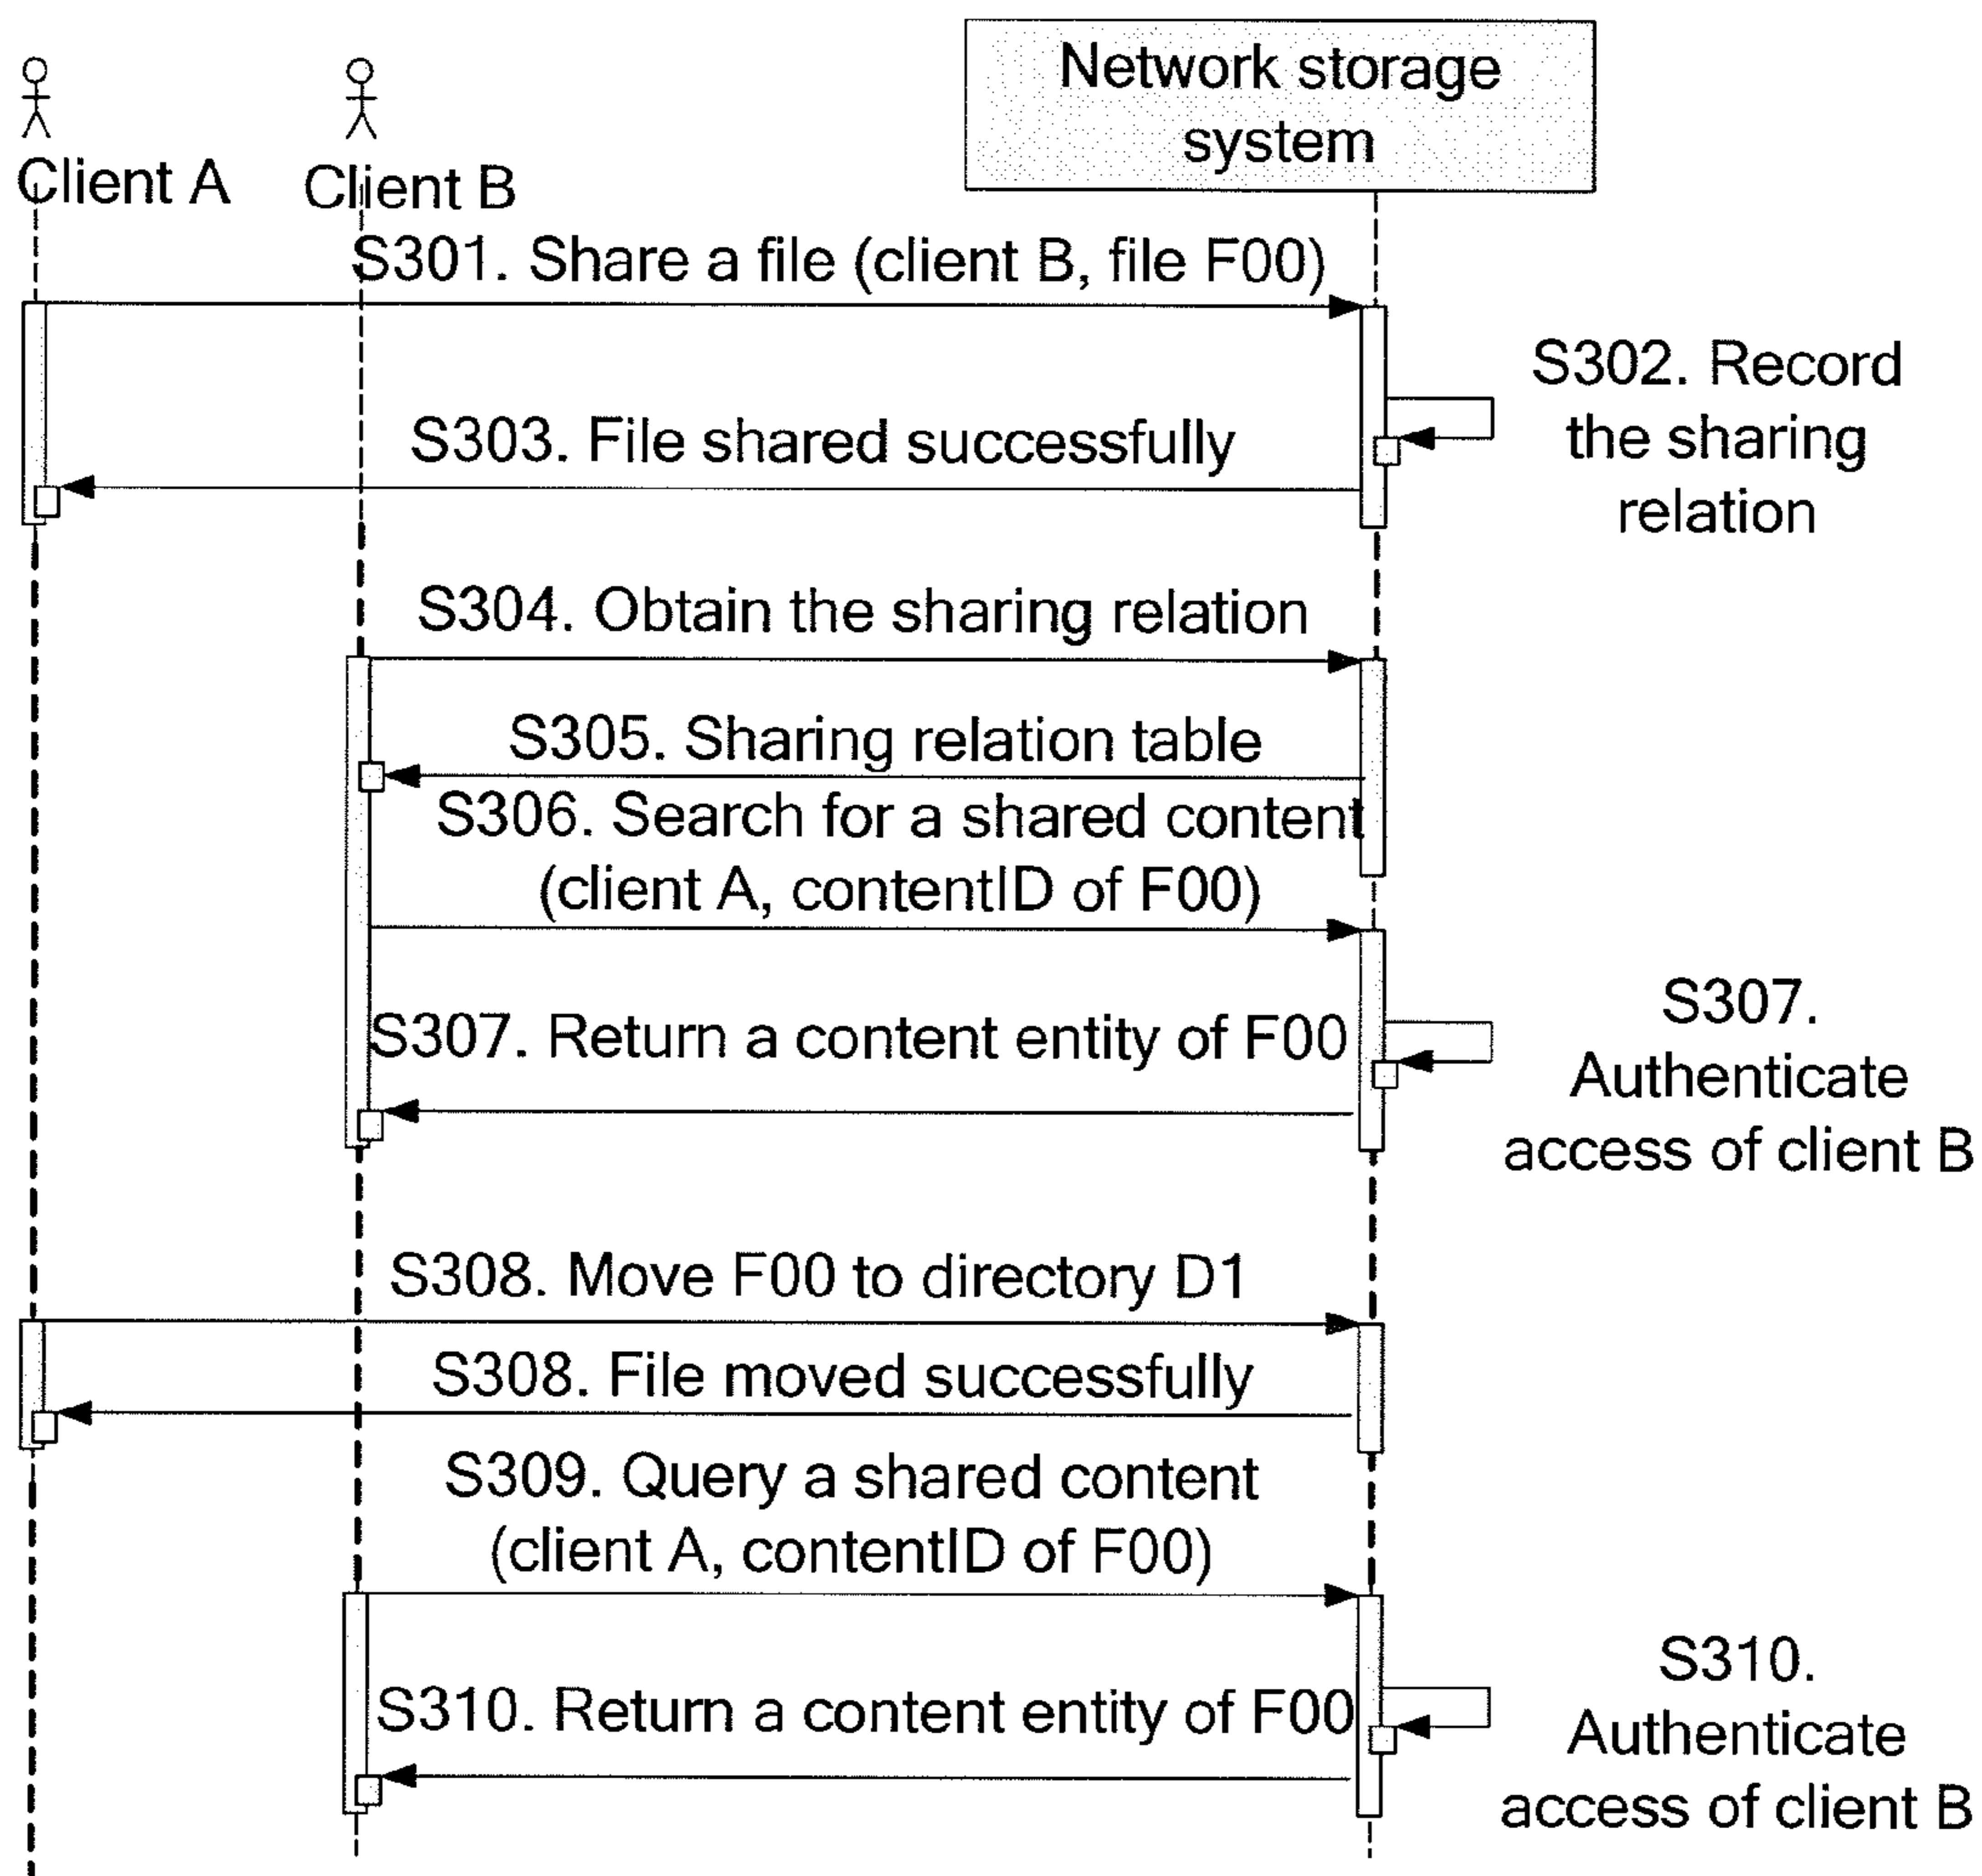 Network storage
system
Client A
Client B
S301. Share a file (client B, file F00)
S302. Record
the sharing
relation
S303. File shared successfully
S304. Obtain the sharing relation
S305. Sharing relation table
S306. Search for a shared content
(client A, contentID of F00)
S307. Return a content entity of F00
S307.
Authenticate
access of client B
S308. Move F00 to directory D1
S308. File moved successfully
S309. Query a shared content
(client A, contentID of F00)
S310. Return a content entity of F00
S310.
Authenticate
access of client B